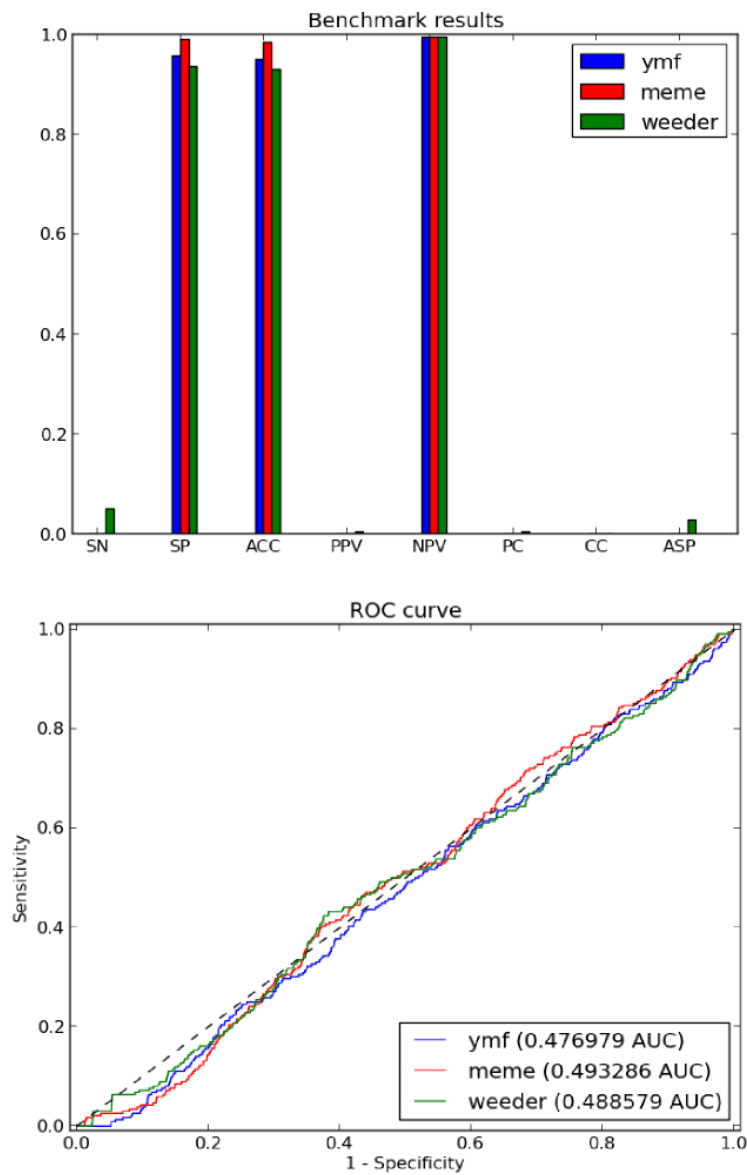 Benchmark results
1.0
0.8
0.6
0.4
0.2
0.0
ymf
meme
weeder
SN SP ACC PPV NPV PC CC ASP
ROC curve
1.0
0.8
0.6
0.4
0.2
0.0
Sensitivity
ymf (0.476979 AUC)
meme (0.493286 AUC)
weeder (0.488579 AUC)
0.0 0.2 0.4 0.6 0.8 1.0
1 - Specificity